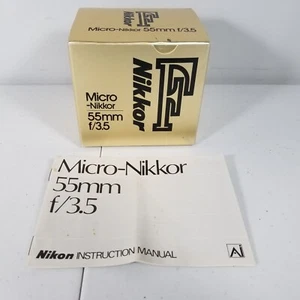 Micro-Nikkor 55mm f/3.5
Micro
-Nikkor
55mm
f/3.5
Nikkor
Micro-Nikkor
55mm
f/3.5
Nikon INSTRUCTION MANUAL
Ai